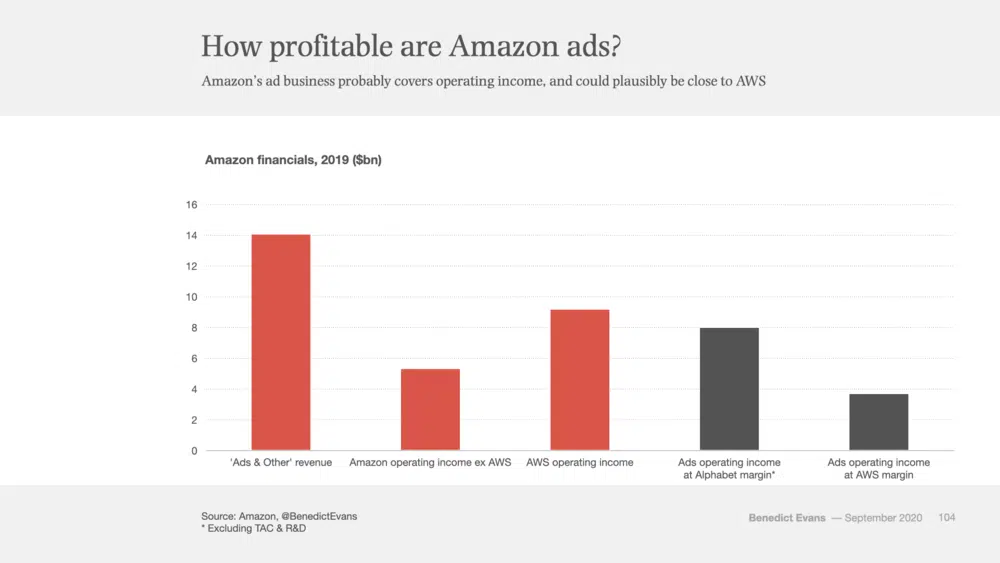 How profitable are Amazon ads?
Amazon’s ad business probably covers operating income, and could plausibly be close to AWS
Amazon financials, 2019 ($bn)
16
14
12
10
8
6
4
2
0
'Ads & Other' revenue
Amazon operating income ex AWS
AWS operating income
Ads operating income
at Alphabet margin*
Ads operating income
at AWS margin
Source: Amazon, @BenedictEvans
* Excluding TAC & R&D
Benedict Evans — September 2020 104